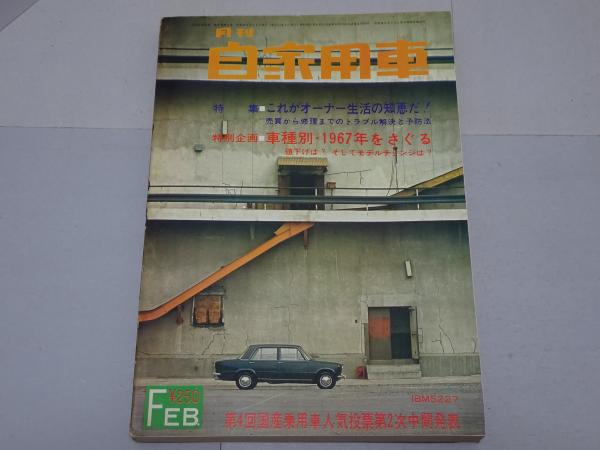 月刊
自家用車
特集■これがオーナー生活の知恵だ!
売買から修理までのトラブル解決と予防法
特別企画■車種別・1967年をさぐる
値下げは? そしてモデルチェンジは?
¥250
FEB.
IBM5227
第4回国産乗用車人気投票第2次中間発表